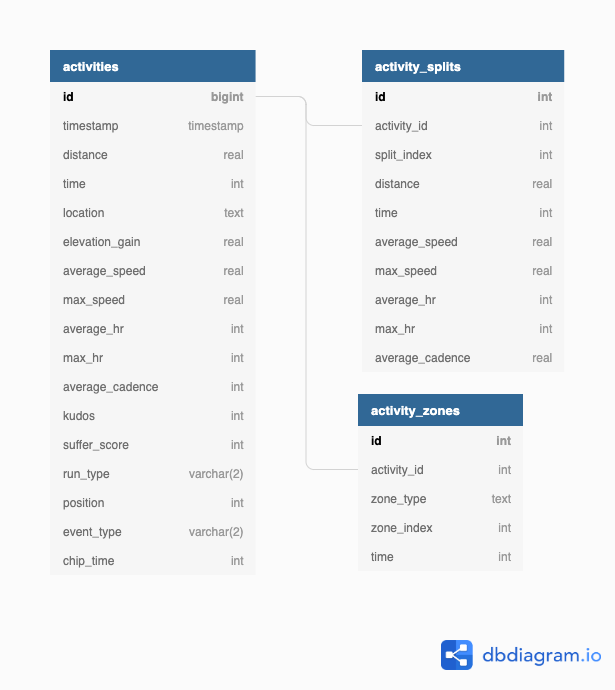 activities
id bigint
timestamp timestamp
distance real
time int
location text
elevation_gain real
average_speed real
max_speed real
average_hr int
max_hr int
average_cadence int
kudos int
suffer_score int
run_type varchar(2)
position int
event_type varchar(2)
chip_time int
activity_splits
id int
activity_id int
split_index int
distance real
time int
average_speed real
max_speed real
average_hr int
max_hr int
average_cadence real
activity_zones
id int
activity_id int
zone_type text
zone_index int
time int
dbdiagram.io